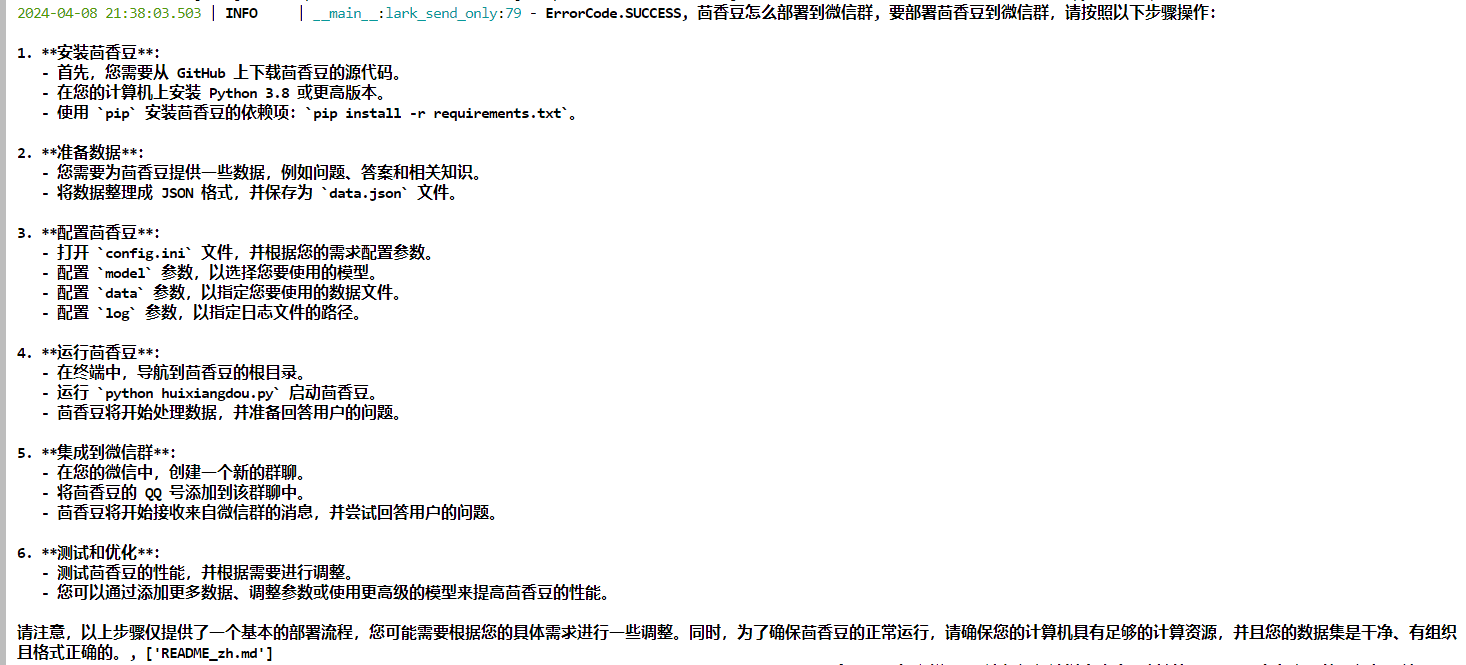 2024-04-08 21:38:03.503 | INFO     | __main__:lark_send_only:79 - ErrorCode.SUCCESS，茴香豆怎么部署到微信群，要部署茴香豆到微信群，请按照以下步骤操作：
1. **安装茴香豆**：
- 首先，您需要从 GitHub 上下载茴香豆的源代码。
- 在您的计算机上安装 Python 3.8 或更高版本。
- 使用 `pip` 安装茴香豆的依赖项：`pip install -r requirements.txt`。
2. **准备数据**：
- 您需要为茴香豆提供一些数据，例如问题、答案和相关知识。
- 将数据整理成 JSON 格式，并保存为 `data.json` 文件。
3. **配置茴香豆**：
- 打开 `config.ini` 文件，并根据您的需求配置参数。
- 配置 `model` 参数，以选择您要使用的模型。
- 配置 `data` 参数，以指定您要使用的数据文件。
- 配置 `log` 参数，以指定日志文件的路径。
4. **运行茴香豆**：
- 在终端中，导航到茴香豆的根目录。
- 运行 `python huixiangdou.py` 启动茴香豆。
- 茴香豆将开始处理数据，并准备回答用户的问题。
5. **集成到微信群**：
- 在您的微信中，创建一个新的群聊。
- 将茴香豆的 QQ 号添加到该群聊中。
- 茴香豆将开始接收来自微信群的消息，并尝试回答用户的问题。
6. **测试和优化**：
- 测试茴香豆的性能，并根据需要进行调整。
- 您可以通过添加更多数据、调整参数或使用更高级的模型来提高茴香豆的性能。
请注意，以上步骤仅提供了一个基本的部署流程，您可能需要根据您的具体需求进行一些调整。同时，为了确保茴香豆的正常运行，请确保您的计算机具有足够的计算资源，并且您的数据集是干净、有组织
且格式正确的。，['README_zh.md']